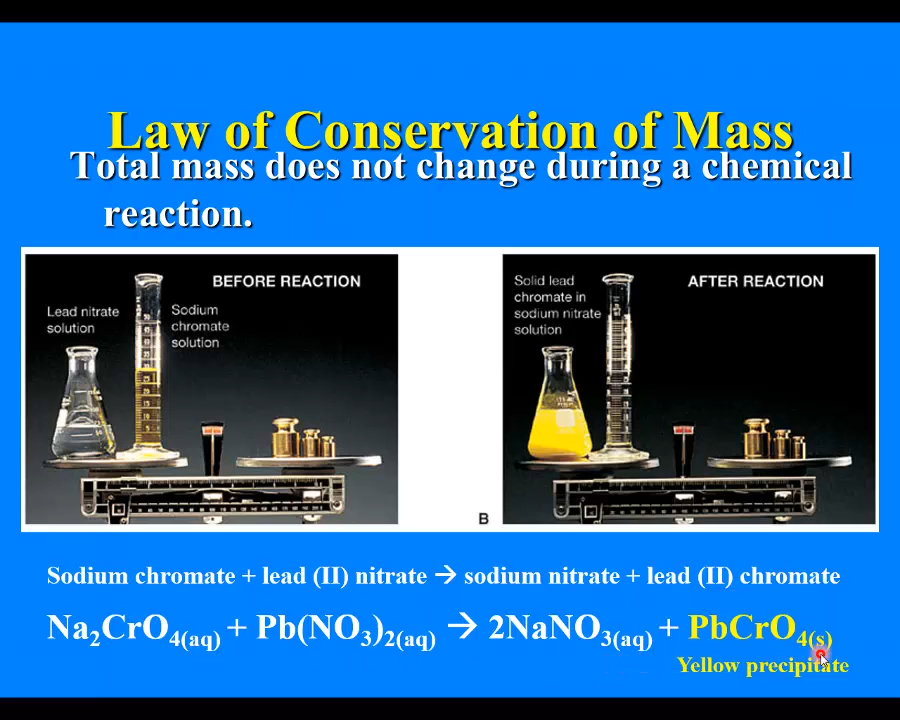 Law of Conservation of Mass
Total mass does not change during a chemical
reaction.
BEFORE REACTION
Lead nitrate
solution
Sodium
chromate
solution
AFTER REACTION
Solid lead
chromate in
sodium nitrate
solution
B
Sodium chromate + lead (II) nitrate → sodium nitrate + lead (II) chromate
Na₂CrO₄(aq) + Pb(NO₃)₂(aq) → 2NaNO₃(aq) + PbCrO₄(s)
Yellow precipitate